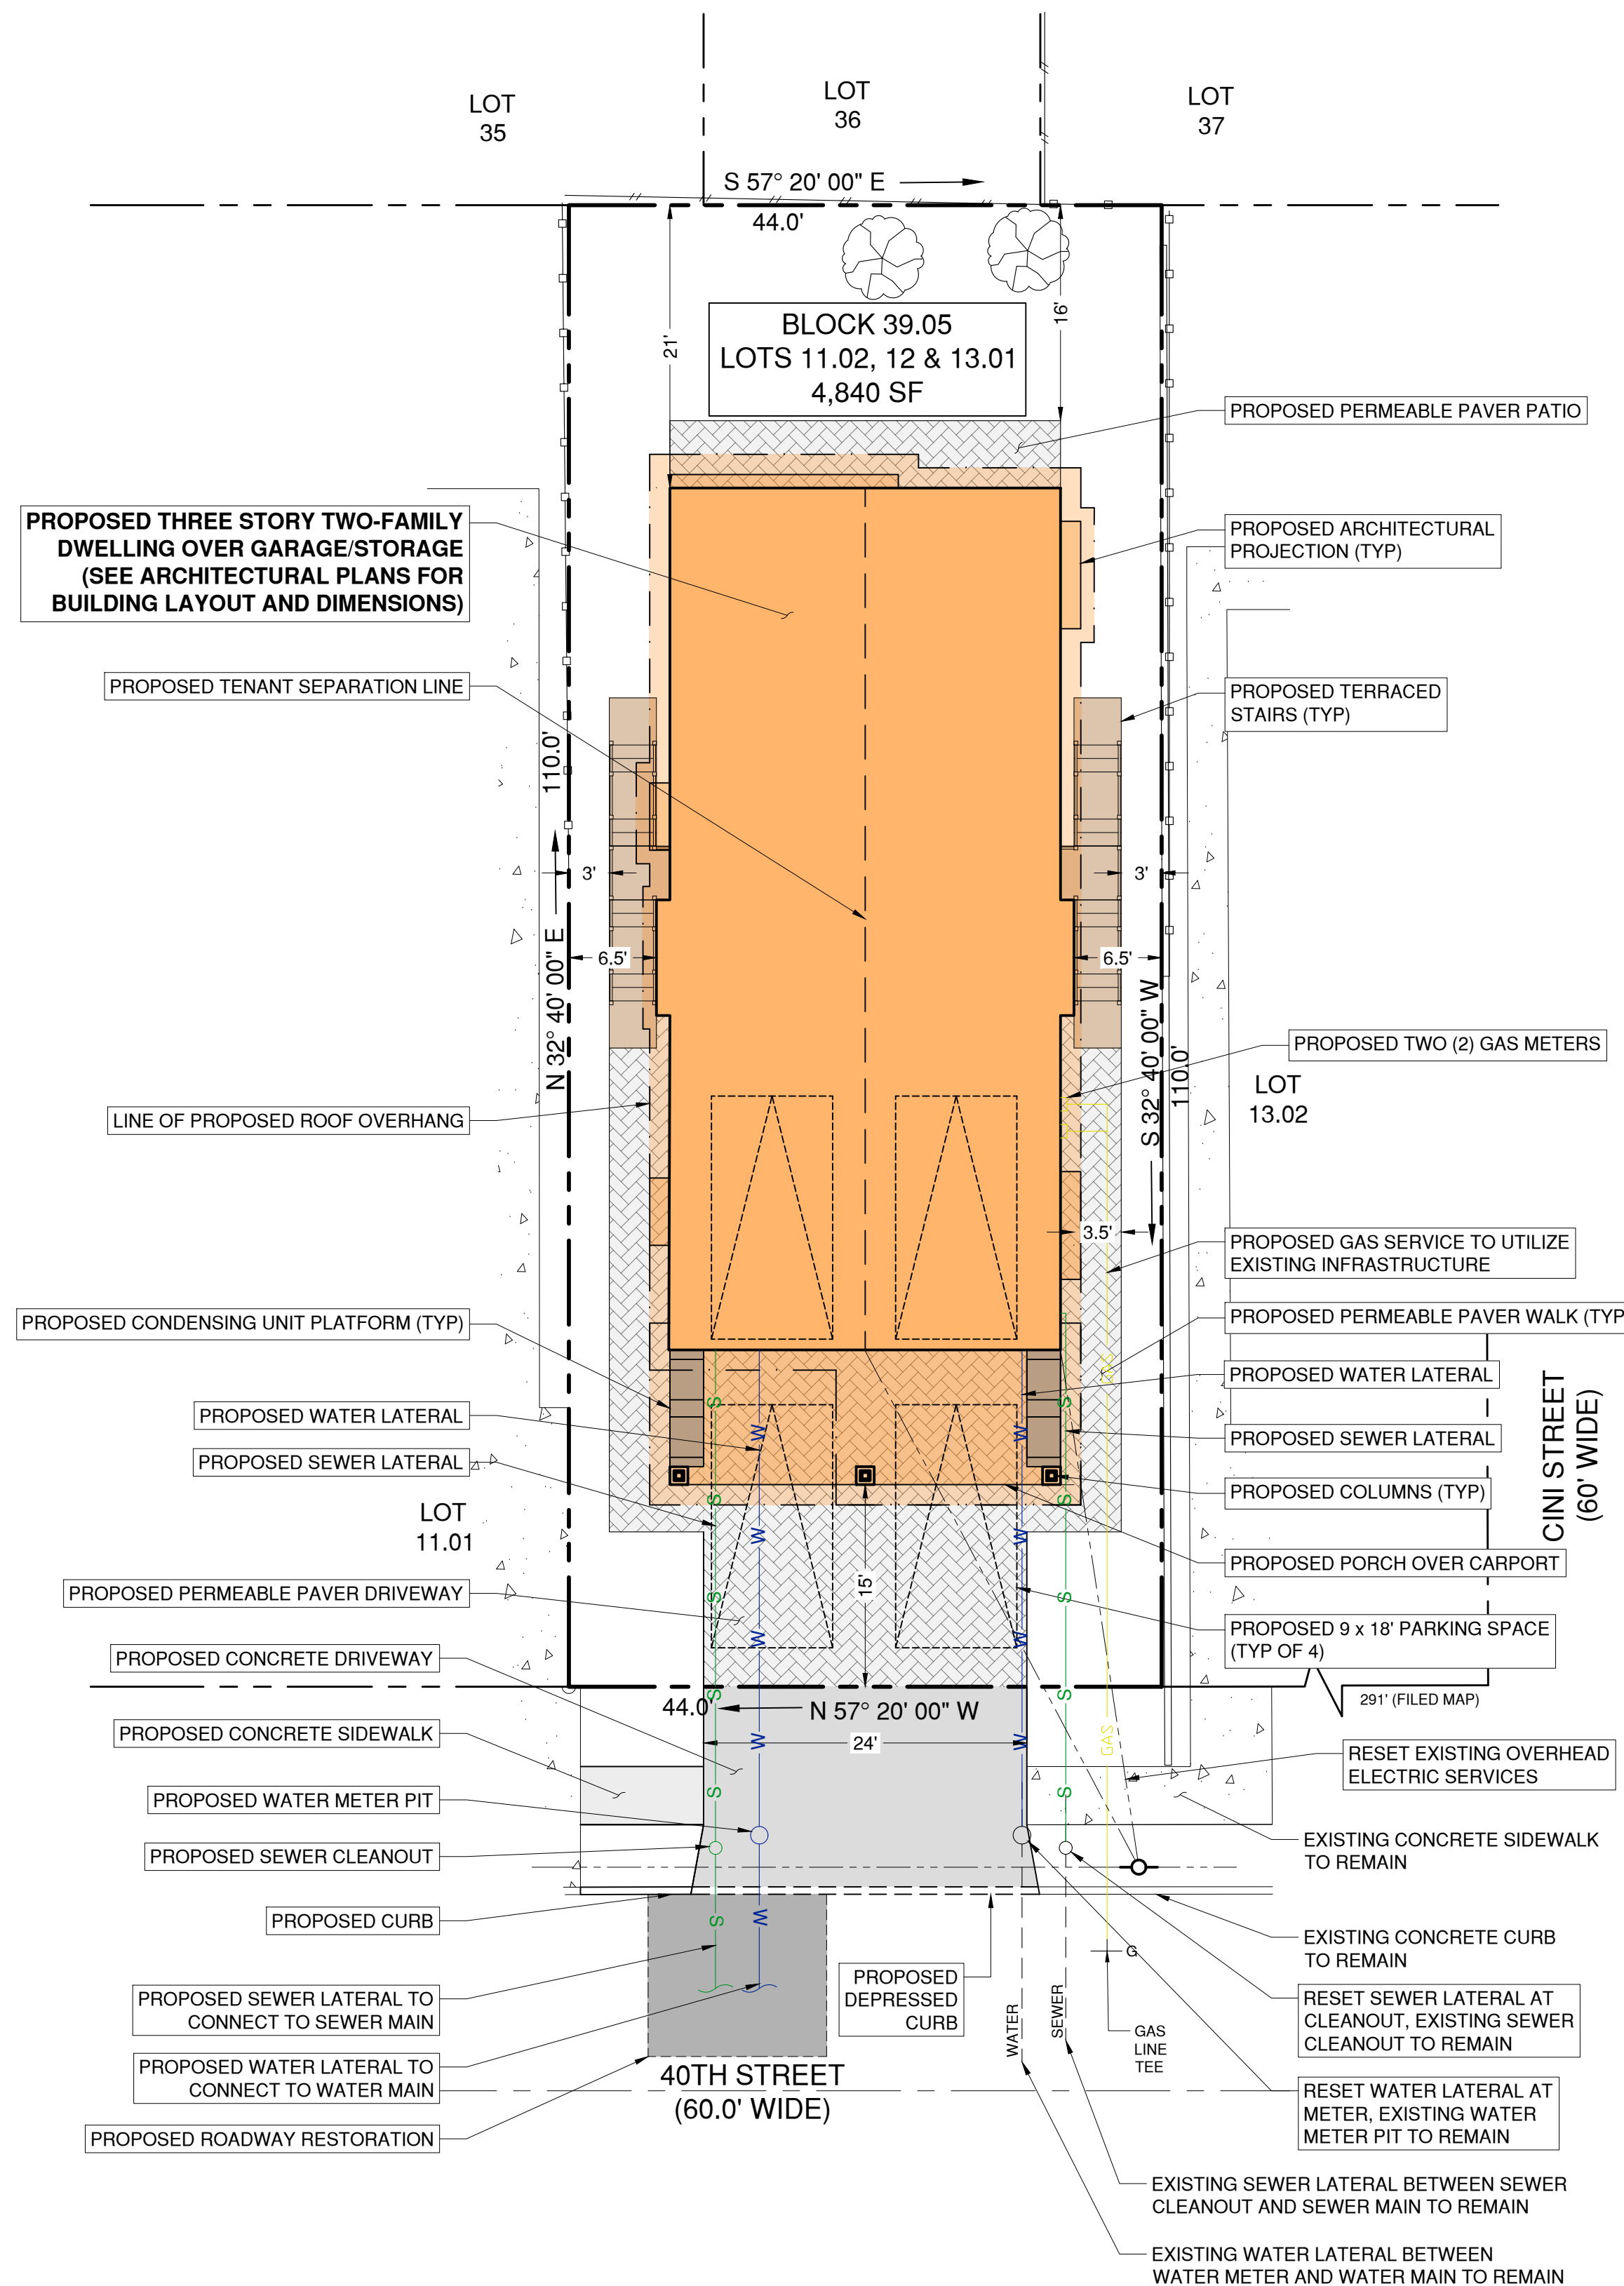 LOT
35
LOT
36
LOT
37
S 57° 20' 00" E
44.0'
21'
16'
BLOCK 39.05
LOTS 11.02, 12 & 13.01
4,840 SF
PROPOSED PERMEABLE PAVER PATIO
PROPOSED THREE STORY TWO-FAMILY
DWELLING OVER GARAGE/STORAGE
(SEE ARCHITECTURAL PLANS FOR
BUILDING LAYOUT AND DIMENSIONS)
PROPOSED ARCHITECTURAL
PROJECTION (TYP)
PROPOSED TENANT SEPARATION LINE
PROPOSED TERRACED
STAIRS (TYP)
110.0'
N 32° 40' 00" E
3'
3'
6.5'
6.5'
S 32° 40' 00" W
110.0'
PROPOSED TWO (2) GAS METERS
LOT
13.02
LINE OF PROPOSED ROOF OVERHANG
3.5'
PROPOSED GAS SERVICE TO UTILIZE
EXISTING INFRASTRUCTURE
PROPOSED CONDENSING UNIT PLATFORM (TYP)
PROPOSED PERMEABLE PAVER WALK (TYP
GAS
PROPOSED WATER LATERAL
PROPOSED WATER LATERAL
S
S
W
W
PROPOSED SEWER LATERAL
PROPOSED SEWER LATERAL
CINI STREET
(60' WIDE)
PROPOSED COLUMNS (TYP)
S
S
LOT
11.01
W
W
PROPOSED PORCH OVER CARPORT
PROPOSED PERMEABLE PAVER DRIVEWAY
15'
S
S
W
W
PROPOSED 9 x 18' PARKING SPACE
(TYP OF 4)
PROPOSED CONCRETE DRIVEWAY
S
S
44.0'
N 57° 20' 00" W
291' (FILED MAP)
PROPOSED CONCRETE SIDEWALK
W
24'
W
GAS
RESET EXISTING OVERHEAD
ELECTRIC SERVICES
S
S
PROPOSED WATER METER PIT
EXISTING CONCRETE SIDEWALK
TO REMAIN
PROPOSED SEWER CLEANOUT
PROPOSED CURB
S
W
G
EXISTING CONCRETE CURB
TO REMAIN
PROPOSED
DEPRESSED
CURB
WATER
SEWER
GAS
LINE
TEE
PROPOSED SEWER LATERAL TO
CONNECT TO SEWER MAIN
RESET SEWER LATERAL AT
CLEANOUT, EXISTING SEWER
CLEANOUT TO REMAIN
PROPOSED WATER LATERAL TO
CONNECT TO WATER MAIN
40TH STREET
(60.0' WIDE)
RESET WATER LATERAL AT
METER, EXISTING WATER
METER PIT TO REMAIN
PROPOSED ROADWAY RESTORATION
EXISTING SEWER LATERAL BETWEEN SEWER
CLEANOUT AND SEWER MAIN TO REMAIN
EXISTING WATER LATERAL BETWEEN
WATER METER AND WATER MAIN TO REMAIN